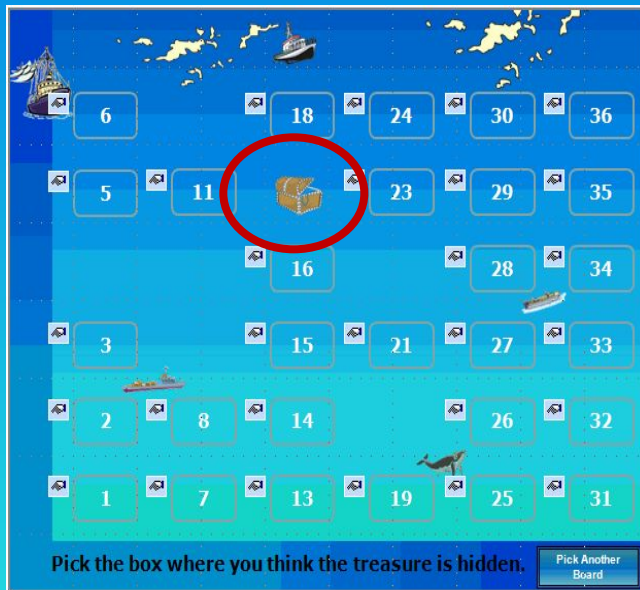 6 18 24 30 36
5 11 23 29 35
16 28 34
3 15 21 27 33
2 8 14 26 32
1 7 13 19 25 31
Pick the box where you think the treasure is hidden.
Pick Another
Board